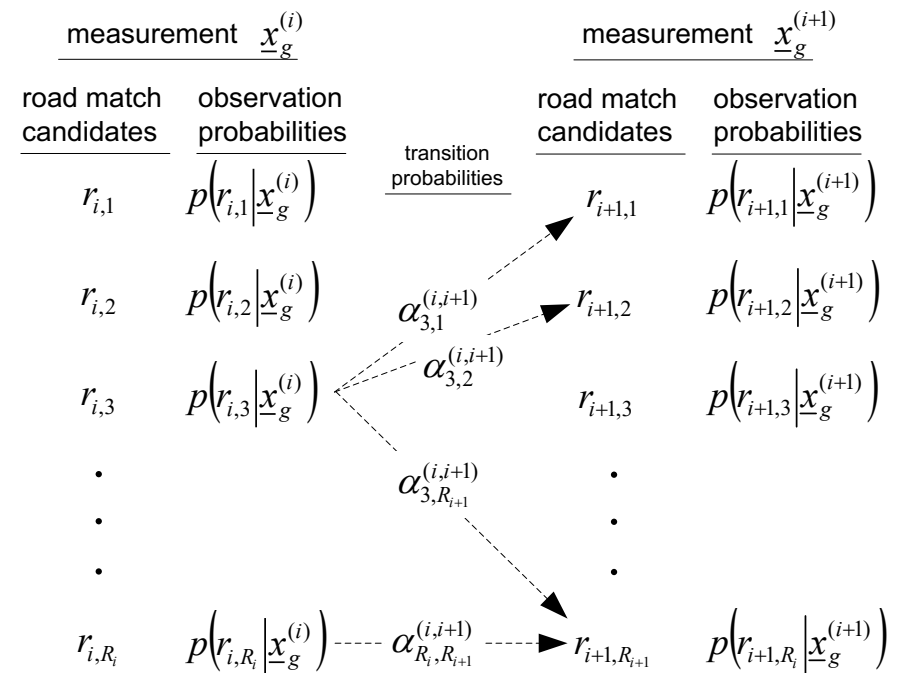 measurement x_g^(i) measurement x_g^(i+1)
road match observation road match observation
candidates probabilities candidates probabilities
transition
probabilities
r_i,1 p(r_i,1|x_g^(i)) r_i+1,1 p(r_i+1,1|x_g^(i+1))
r_i,2 p(r_i,2|x_g^(i)) α_3,1^(i,i+1) r_i+1,2 p(r_i+1,2|x_g^(i+1))
α_3,2^(i,i+1)
r_i,3 p(r_i,3|x_g^(i)) r_i+1,3 p(r_i+1,3|x_g^(i+1))
α_3,R_i+1^(i,i+1)
r_i,R_i p(r_i,R_i|x_g^(i)) α_R_i,R_i+1^(i,i+1) r_i+1,R_i+1 p(r_i+1,R_i|x_g^(i+1))